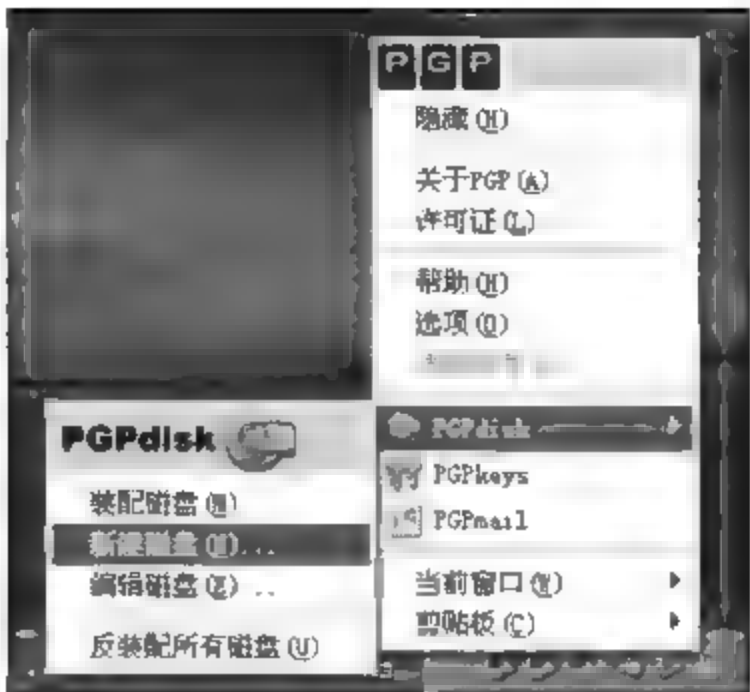 PGP
隐藏(H)
关于PGP(A)
许可证(L)
帮助(H)
选项(O)
PGPdisk
PGPkeys
PGPmail
当前窗口(W)
剪贴板(C)
PGPdisk
装配磁盘(M)
新建磁盘(N)...
编辑磁盘(E)...
反装配所有磁盘(U)